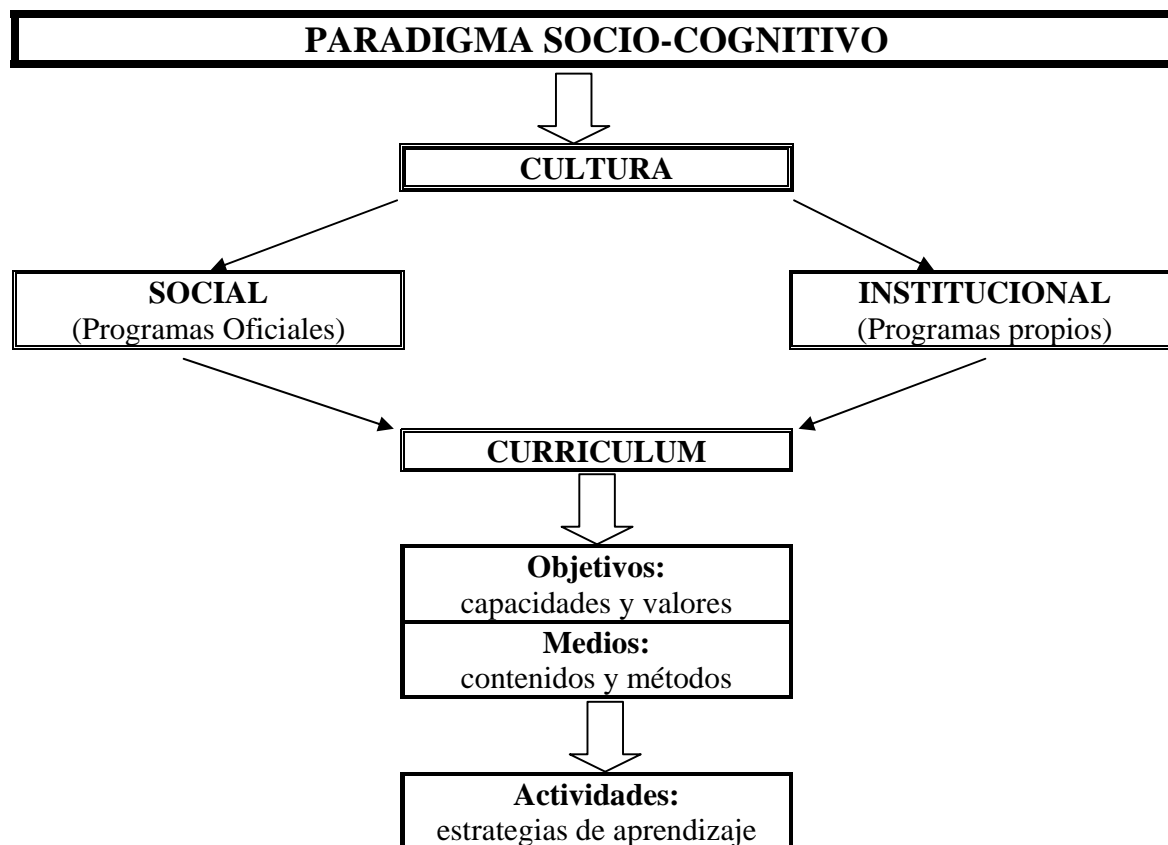 PARADIGMA SOCIO-COGNITIVO
CULTURA
SOCIAL
(Programas Oficiales)
INSTITUCIONAL
(Programas propios)
CURRICULUM
Objetivos:
capacidades y valores
Medios:
contenidos y métodos
Actividades:
estrategias de aprendizaje